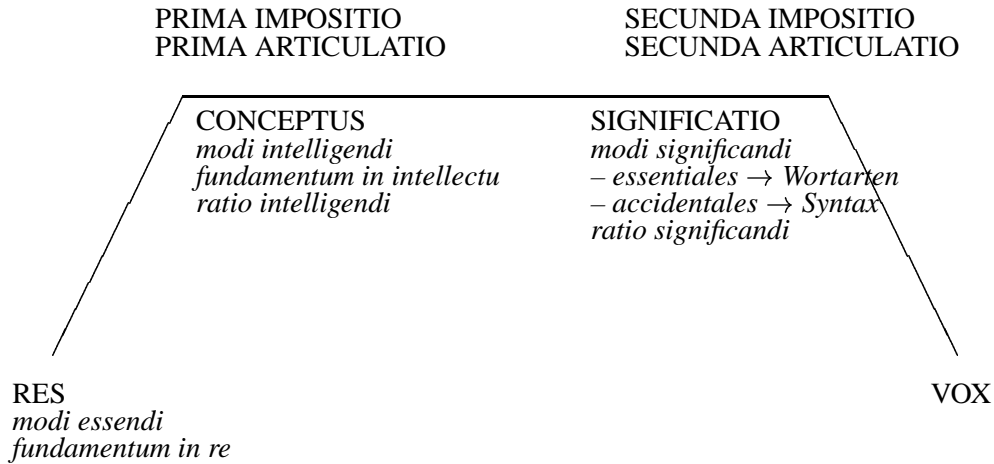 PRIMA IMPOSITIO
PRIMA ARTICULATIO
SECUNDA IMPOSITIO
SECUNDA ARTICULATIO
CONCEPTUS
modi intelligendi
fundamentum in intellectu
ratio intelligendi
SIGNIFICATIO
modi significandi
– essentiales → Wortarten
– accidentales → Syntax
ratio significandi
RES
modi essendi
fundamentum in re
VOX